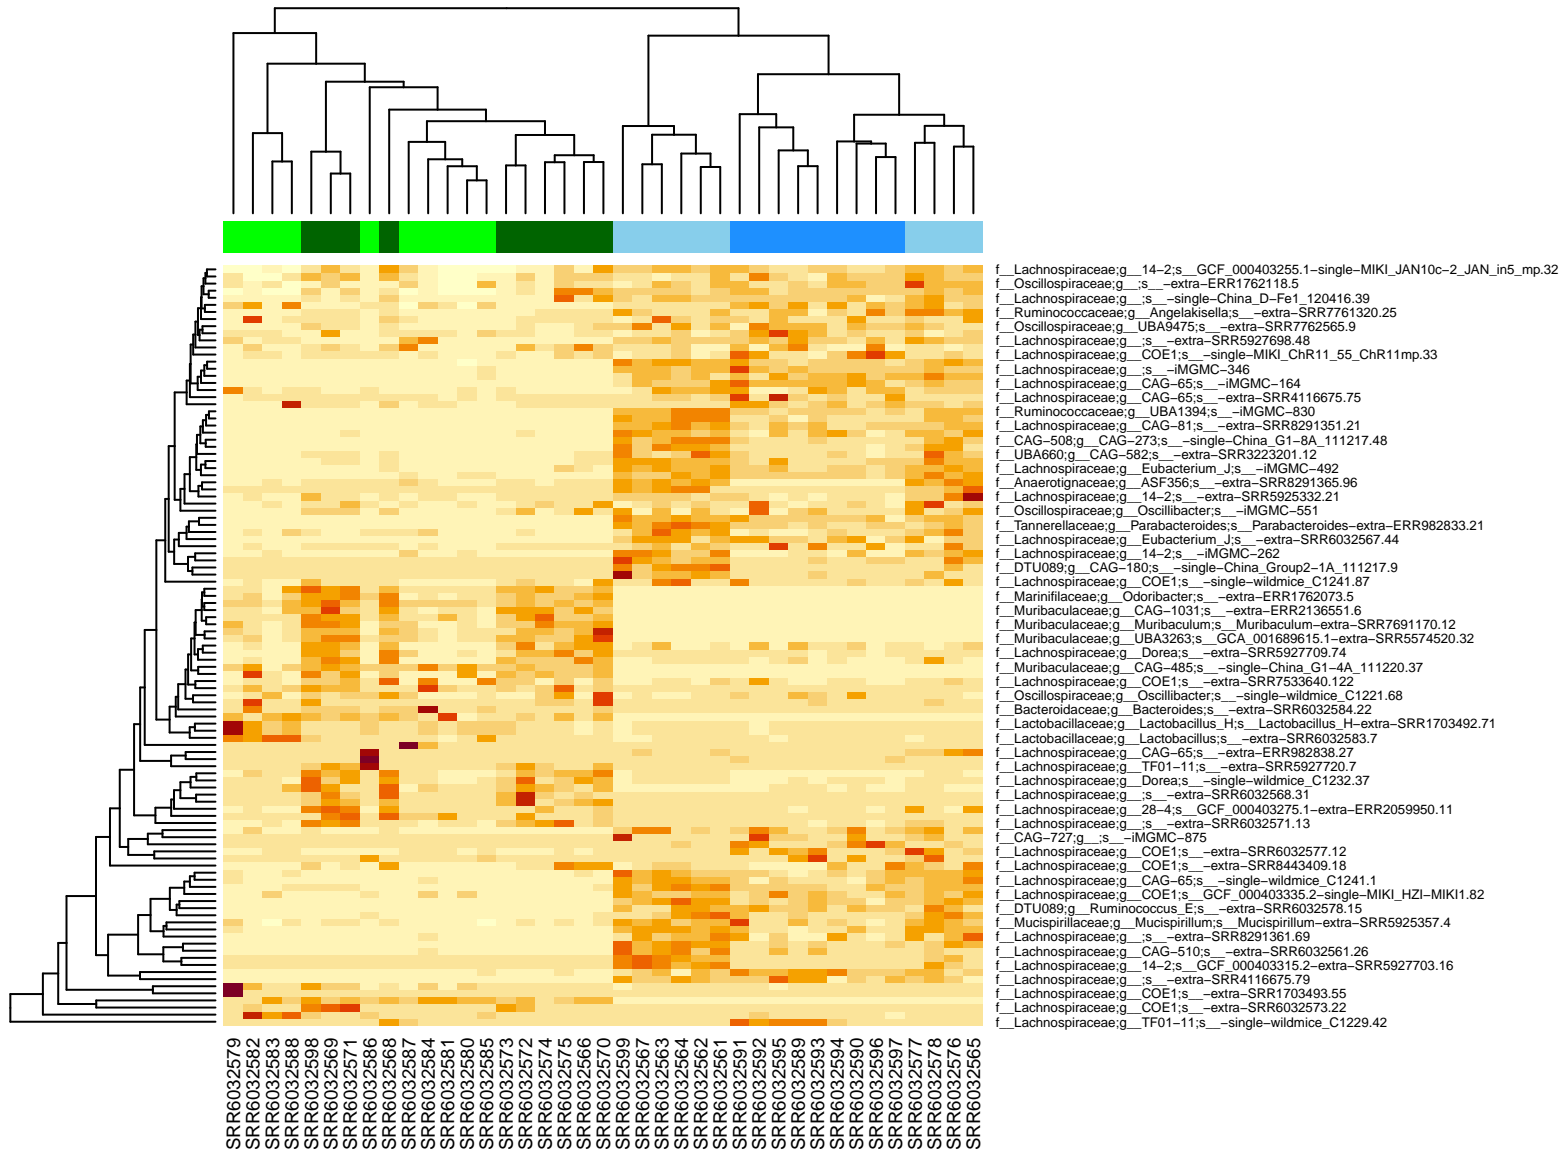 f__Lachnospiraceae;g__14−2;s__GCF_000403255.1−single−MIKI_JAN10c−2_JAN_in5_mp.32
f__Oscillospiraceae;g__;s__−extra−ERR1762118.5
f__Lachnospiraceae;g__;s__−single−China_D−Fe1_120416.39
f__Ruminococcaceae;g__Angelakisella;s__−extra−SRR7761320.25
f__Oscillospiraceae;g__UBA9475;s__−extra−SRR7762565.9
f__Lachnospiraceae;g__;s__−extra−SRR5927698.48
f__Lachnospiraceae;g__COE1;s__−single−MIKI_ChR11_55_ChR11mp.33
f__Lachnospiraceae;g__;s__−iMGMC−346
f__Lachnospiraceae;g__CAG−65;s__−iMGMC−164
f__Lachnospiraceae;g__CAG−65;s__−extra−SRR4116675.75
f__Ruminococcaceae;g__UBA1394;s__−iMGMC−830
f__Lachnospiraceae;g__CAG−81;s__−extra−SRR8291351.21
f__CAG−508;g__CAG−273;s__−single−China_G1−8A_111217.48
f__UBA660;g__CAG−582;s__−extra−SRR3223201.12
f__Lachnospiraceae;g__Eubacterium_J;s__−iMGMC−492
f__Anaerotignaceae;g__ASF356;s__−extra−SRR8291365.96
f__Lachnospiraceae;g__14−2;s__−extra−SRR5925332.21
f__Oscillospiraceae;g__Oscillibacter;s__−iMGMC−551
f__Tannerellaceae;g__Parabacteroides;s__Parabacteroides−extra−ERR982833.21
f__Lachnospiraceae;g__Eubacterium_J;s__−extra−SRR6032567.44
f__Lachnospiraceae;g__14−2;s__−iMGMC−262
f__DTU089;g__CAG−180;s__−single−China_Group2−1A_111217.9
f__Lachnospiraceae;g__COE1;s__−single−wildmice_C1241.87
f__Marinifilaceae;g__Odoribacter;s__−extra−ERR1762073.5
f__Muribaculaceae;g__CAG−1031;s__−extra−ERR2136551.6
f__Muribaculaceae;g__Muribaculum;s__Muribaculum−extra−SRR7691170.12
f__Muribaculaceae;g__UBA3263;s__GCA_001689615.1−extra−SRR5574520.32
f__Lachnospiraceae;g__Dorea;s__−extra−SRR5927709.74
f__Muribaculaceae;g__CAG−485;s__−single−China_G1−4A_111220.37
f__Lachnospiraceae;g__COE1;s__−extra−SRR7533640.122
f__Oscillospiraceae;g__Oscillibacter;s__−single−wildmice_C1221.68
f__Bacteroidaceae;g__Bacteroides;s__−extra−SRR6032584.22
f__Lactobacillaceae;g__Lactobacillus_H;s__Lactobacillus_H−extra−SRR1703492.71
f__Lactobacillaceae;g__Lactobacillus;s__−extra−SRR6032583.7
f__Lachnospiraceae;g__CAG−65;s__−extra−ERR982838.27
f__Lachnospiraceae;g__TF01−11;s__−extra−SRR5927720.7
f__Lachnospiraceae;g__Dorea;s__−single−wildmice_C1232.37
f__Lachnospiraceae;g__;s__−extra−SRR6032568.31
f__Lachnospiraceae;g__28−4;s__GCF_000403275.1−extra−ERR2059950.11
f__Lachnospiraceae;g__;s__−extra−SRR6032571.13
f__CAG−727;g__;s__−iMGMC−875
f__Lachnospiraceae;g__COE1;s__−extra−SRR6032577.12
f__Lachnospiraceae;g__COE1;s__−extra−SRR8443409.18
f__Lachnospiraceae;g__CAG−65;s__−single−wildmice_C1241.1
f__Lachnospiraceae;g__COE1;s__GCF_000403335.2−single−MIKI_HZI−MIKI1.82
f__DTU089;g__Ruminococcus_E;s__−extra−SRR6032578.15
f__Mucispirillaceae;g__Mucispirillum;s__Mucispirillum−extra−SRR5925357.4
f__Lachnospiraceae;g__;s__−extra−SRR8291361.69
f__Lachnospiraceae;g__CAG−510;s__−extra−SRR6032561.26
f__Lachnospiraceae;g__14−2;s__GCF_000403315.2−extra−SRR5927703.16
f__Lachnospiraceae;g__;s__−extra−SRR4116675.79
f__Lachnospiraceae;g__COE1;s__−extra−SRR1703493.55
f__Lachnospiraceae;g__COE1;s__−extra−SRR6032573.22
f__Lachnospiraceae;g__TF01−11;s__−single−wildmice_C1229.42
SRR6032579
SRR6032582
SRR6032583
SRR6032588
SRR6032598
SRR6032569
SRR6032571
SRR6032586
SRR6032568
SRR6032587
SRR6032584
SRR6032581
SRR6032580
SRR6032585
SRR6032573
SRR6032572
SRR6032574
SRR6032575
SRR6032566
SRR6032570
SRR6032599
SRR6032567
SRR6032563
SRR6032564
SRR6032562
SRR6032561
SRR6032591
SRR6032592
SRR6032595
SRR6032589
SRR6032593
SRR6032594
SRR6032590
SRR6032596
SRR6032597
SRR6032577
SRR6032578
SRR6032576
SRR6032565